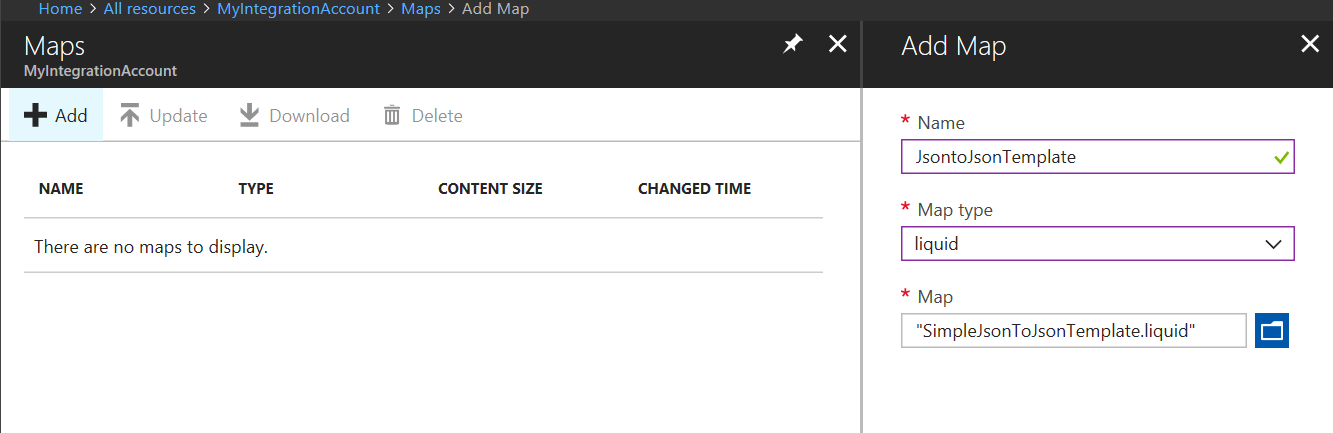 Home > All resources > MyIntegrationAccount > Maps > Add Map
Maps
MyIntegrationAccount
Add Update Download Delete
NAME TYPE CONTENT SIZE CHANGED TIME
There are no maps to display.
Add Map
* Name
JsontoJsonTemplate
* Map type
liquid
* Map
"SimpleJsonToJsonTemplate.liquid"